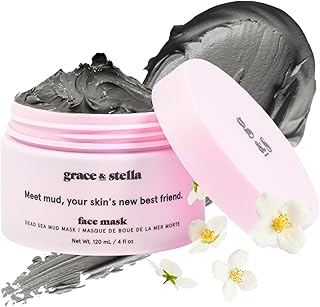 grace & stella
Meet mud, your skin's new best friend.
face mask
DEAD SEA MUD MASK | MASQUE DE BOUE DE LA MER MORTE
Net Wt. 120 mL / 4 fl oz